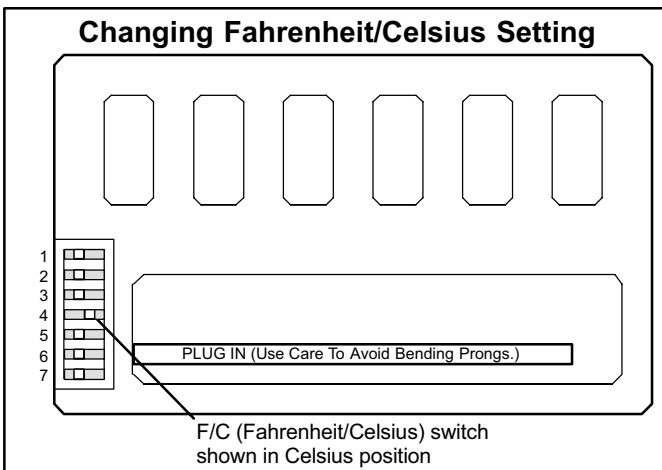 Changing Fahrenheit/Celsius Setting
1
2
3
4
5
6
7
PLUG IN (Use Care To Avoid Bending Prongs.)
F/C (Fahrenheit/Celsius) switch
shown in Celsius position